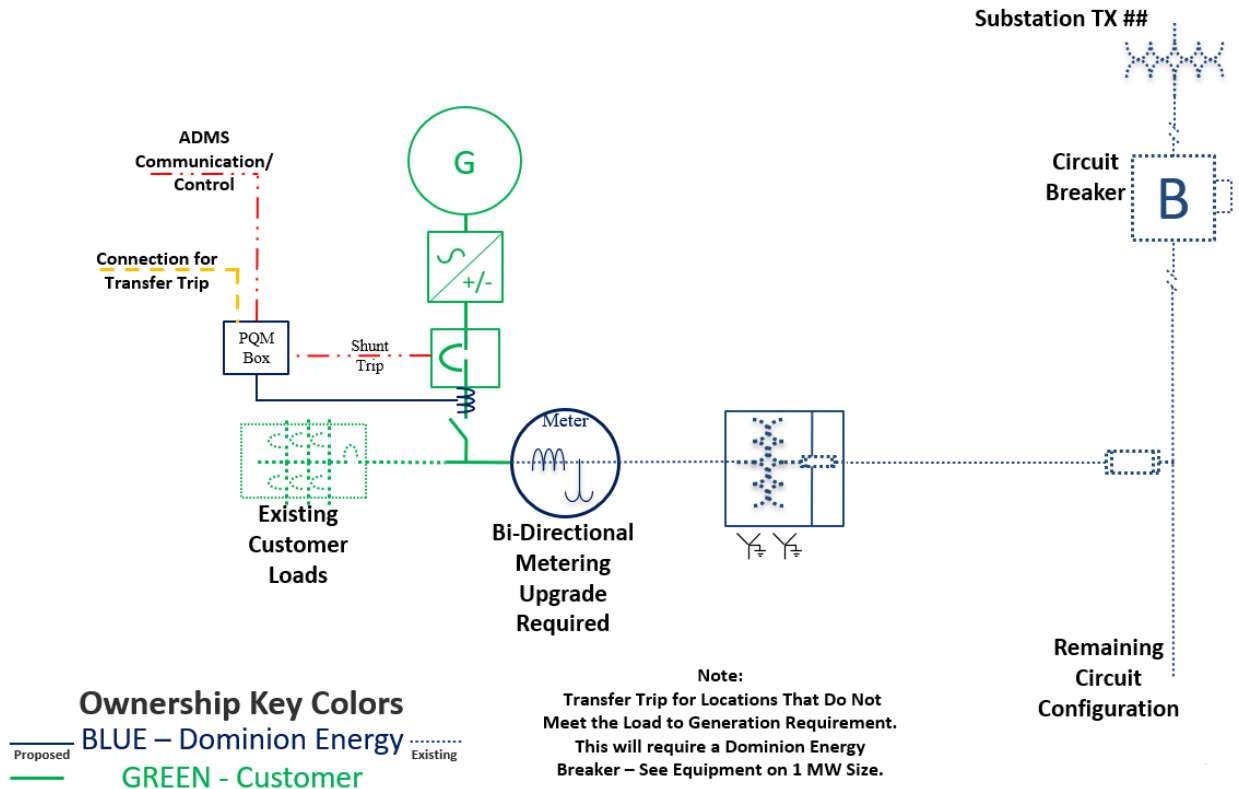 Substation TX ##
ADMS
Communication/
Control
G
Circuit
Breaker
B
Connection for
Transfer Trip
+/-
PQM
Box
Shunt
Trip
Meter
Existing
Customer
Loads
Bi-Directional
Metering
Upgrade
Required
Remaining
Circuit
Configuration
Note:
Transfer Trip for Locations That Do Not
Meet the Load to Generation Requirement.
This will require a Dominion Energy
Breaker – See Equipment on 1 MW Size.
Ownership Key Colors
Proposed BLUE – Dominion Energy Existing
GREEN - Customer